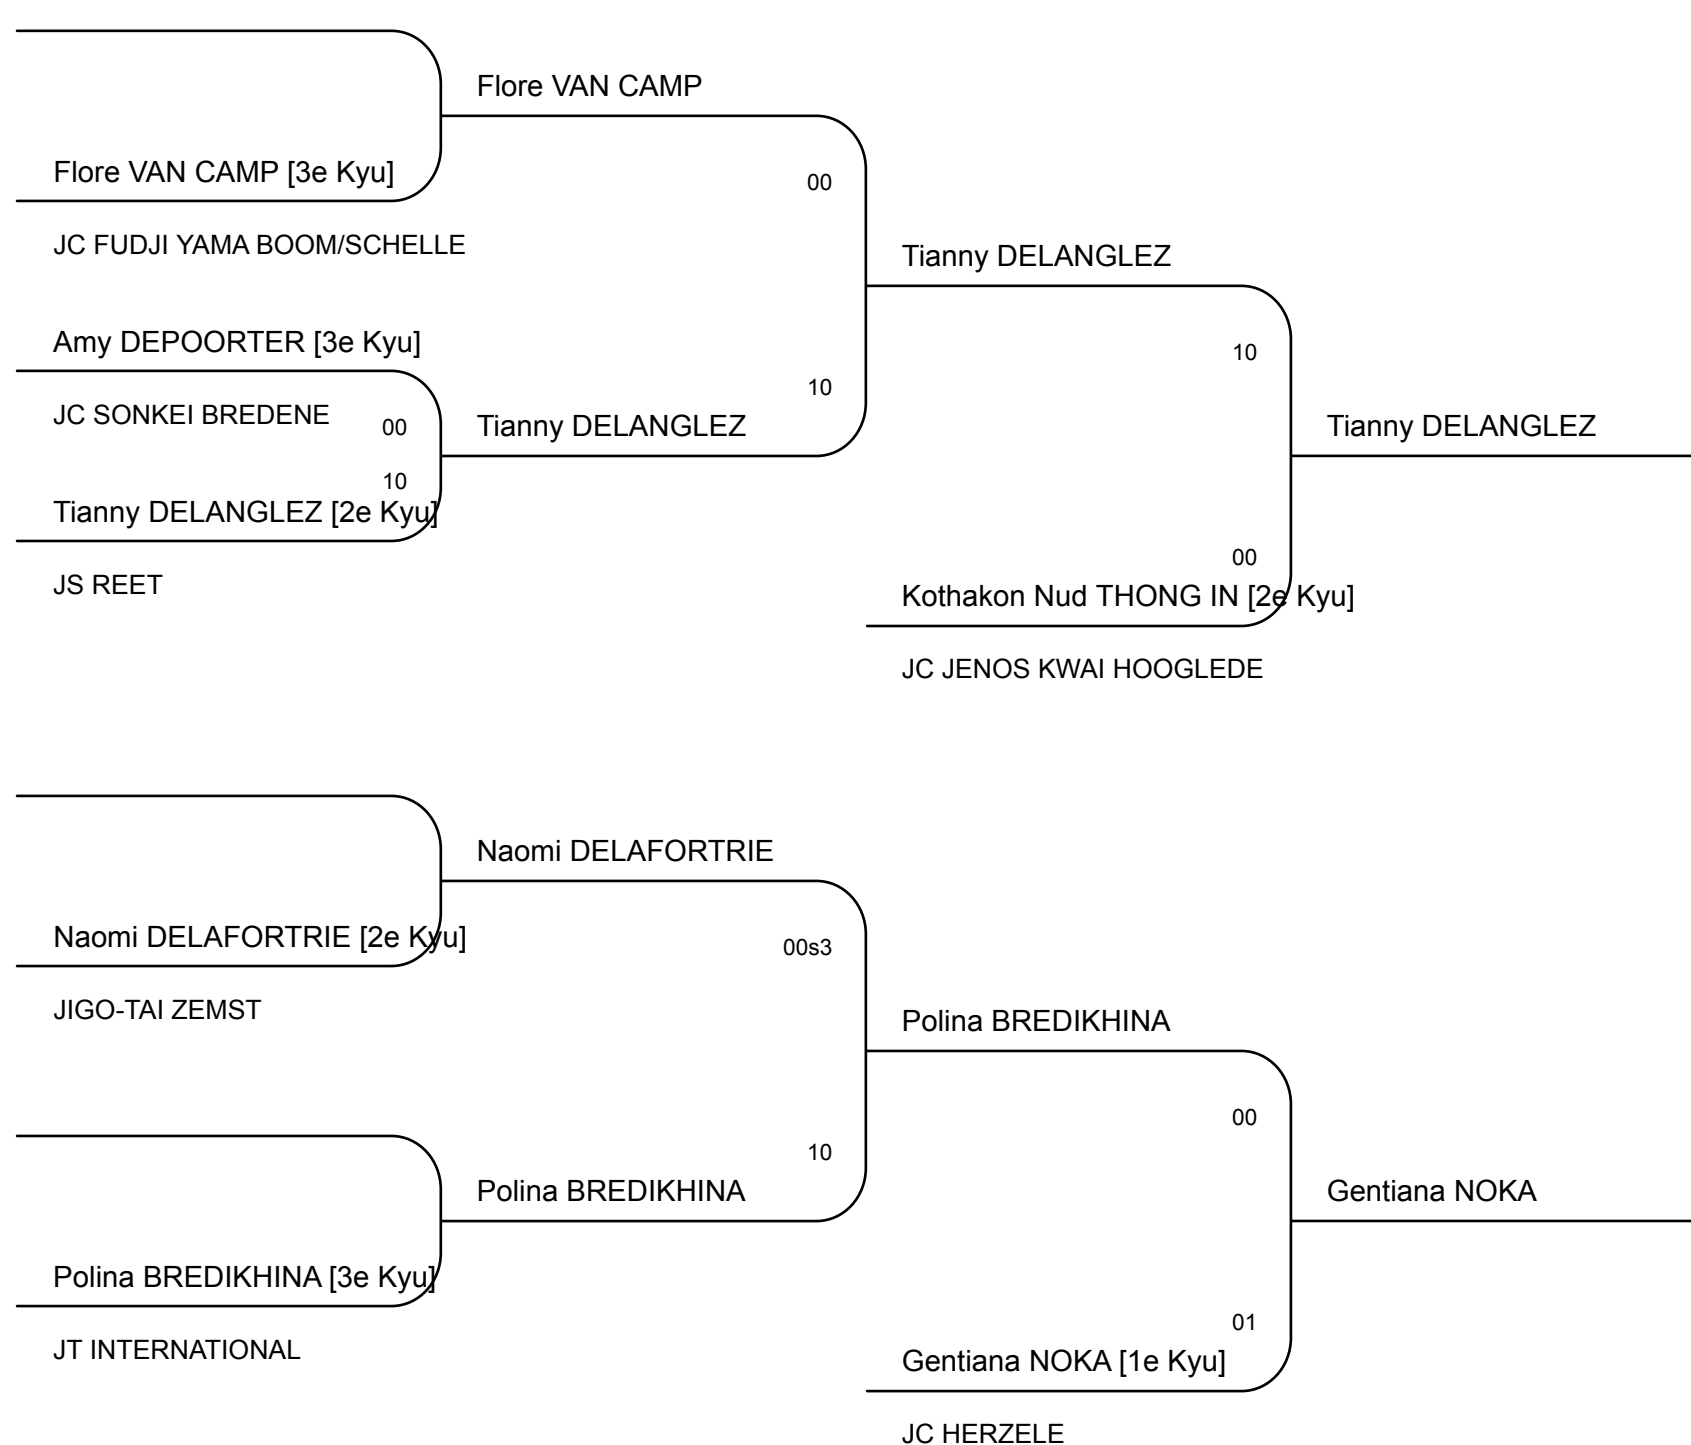 Flore VAN CAMP
Flore VAN CAMP [3e Kyu]
00
JC FUDJI YAMA BOOM/SCHELLE
Tianny DELANGLEZ
Amy DEPOORTER [3e Kyu]
10
10
JC SONKEI BREDENE
00
Tianny DELANGLEZ
Tianny DELANGLEZ
10
Tianny DELANGLEZ [2e Kyu]
00
JS REET
Kothakon Nud THONG IN [2e Kyu]
JC JENOS KWAI HOOGLEDE
Naomi DELAFORTRIE
Naomi DELAFORTRIE [2e Kyu]
00s3
JIGO-TAI ZEMST
Polina BREDIKHINA
00
10
Polina BREDIKHINA
Gentiana NOKA
Polina BREDIKHINA [3e Kyu]
01
JT INTERNATIONAL
Gentiana NOKA [1e Kyu]
JC HERZELE